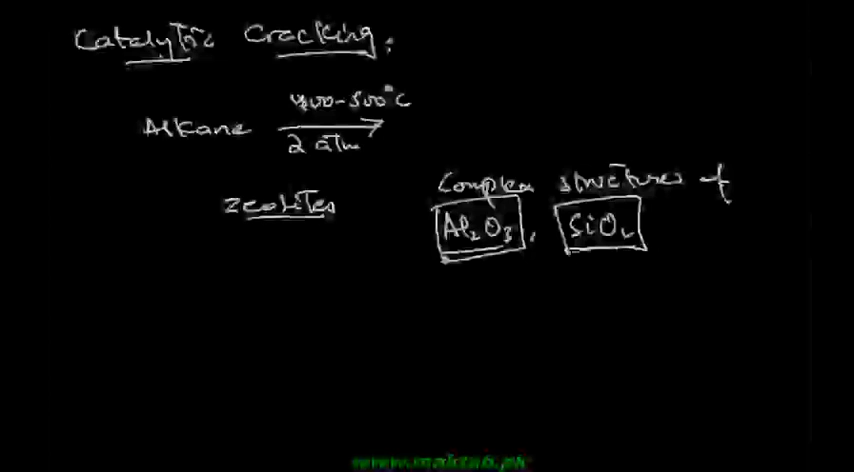 Catalytic Cracking:
400-500°C
Alkane
2 atm
Complex structures of
zeolites
Al₂O₃, SiO₂
www.maktab.pk